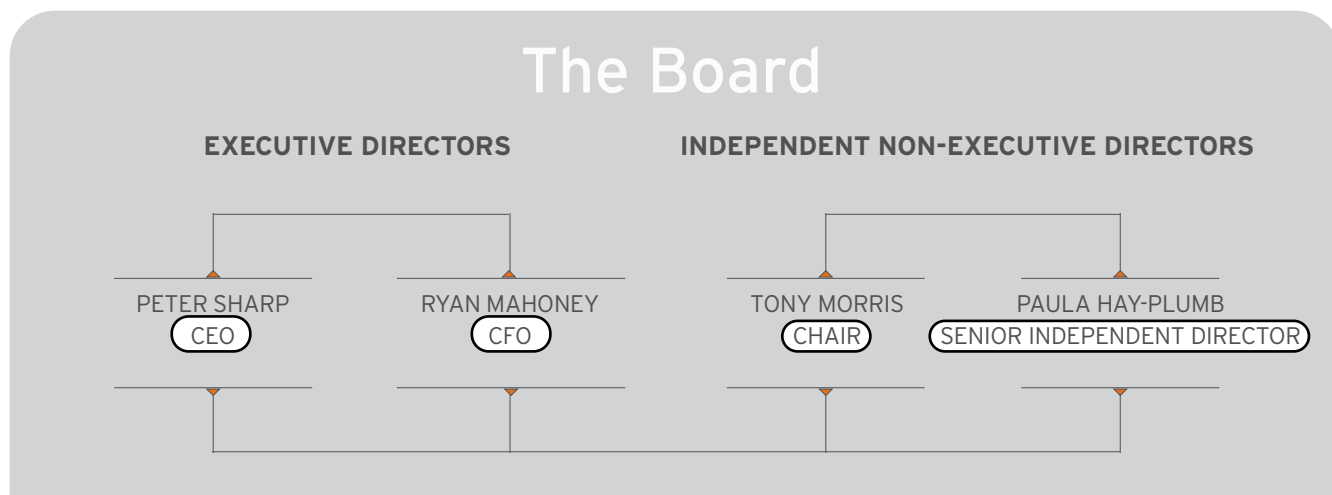 The Board
EXECUTIVE DIRECTORS
INDEPENDENT NON-EXECUTIVE DIRECTORS
PETER SHARP
CEO
RYAN MAHONEY
CFO
TONY MORRIS
CHAIR
PAULA HAY-PLUMB
SENIOR INDEPENDENT DIRECTOR